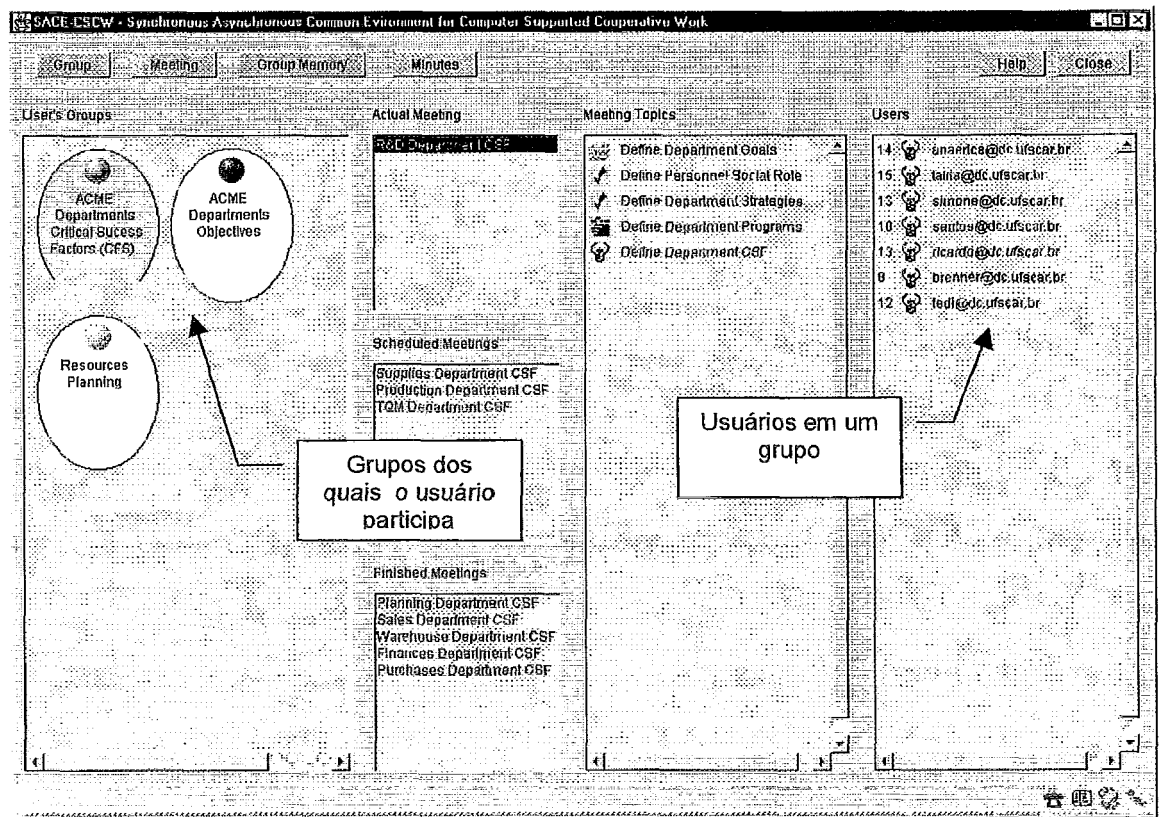 SACE-CSCW - Synchronous Asynchronous Common Evironment for Computer Supported Cooperative Work
Group Meeting Group Memory Minutes Help Close
User's Groups
ACME
Departments
Critical Sucess
Factors (CFS)
ACME
Departments
Objectives
Resources
Planning
Grupos dos
quais o usuário
participa
Actual Meeting
R&D Department CSF
Scheduled Meetings
Supplies Department CSF
Production Department CSF
TQM Department CSF
Finished Meetings
Planning Department CSF
Sales Department CSF
Warehouse Department CSF
Finances Department CSF
Purchases Department CSF
Meeting Topics
Define Department Goals
Define Personnel Social Role
Define Department Strategies
Define Department Programs
Define Department CSF
Usuários em um
grupo
Users
14 @dc.ufscar.br
15 @dc.ufscar.br
13 simone@dc.ufscar.br
10 santos@dc.ufscar.br
13 ricardo@dc.ufscar.br
8 brenner@dc.ufscar.br
12 @dc.ufscar.br